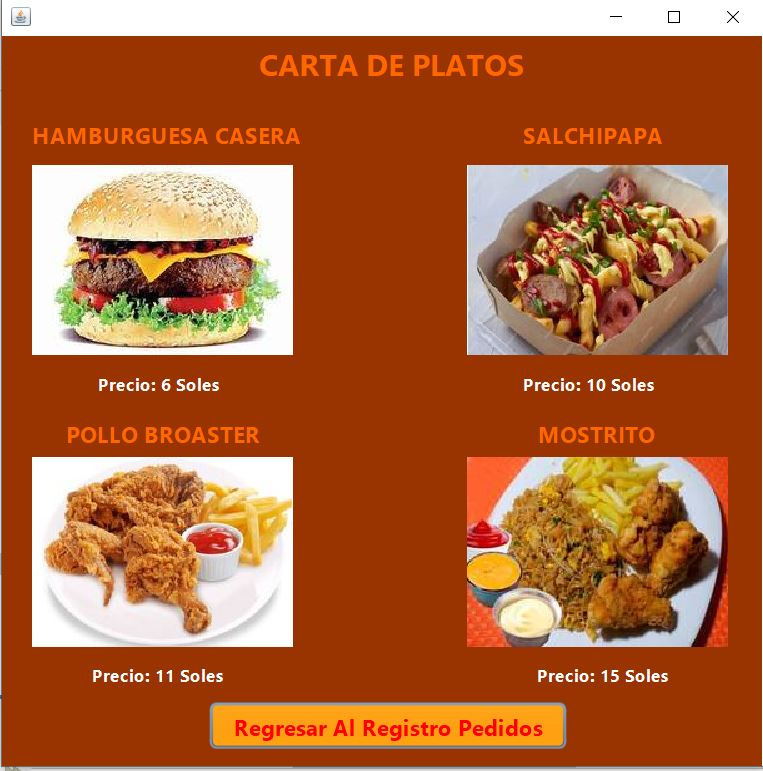 CARTA DE PLATOS
HAMBURGUESA CASERA
SALCHIPAPA
Precio: 6 Soles
Precio: 10 Soles
POLLO BROASTER
MOSTRITO
Precio: 11 Soles
Precio: 15 Soles
Regresar Al Registro Pedidos